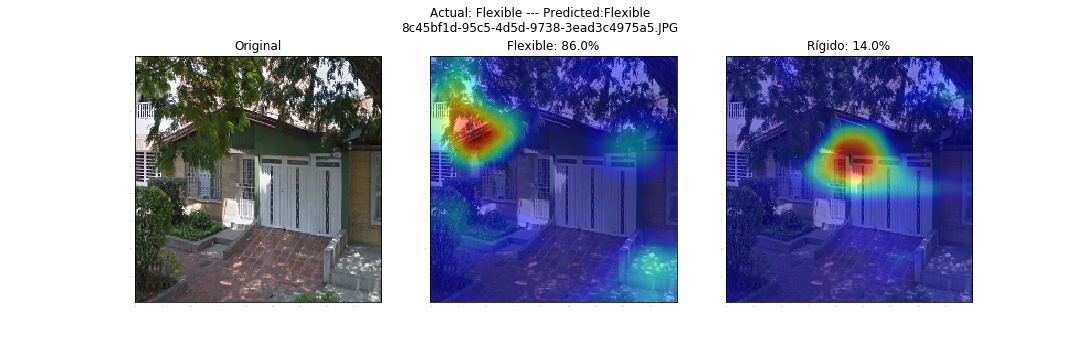 Actual: Flexible --- Predicted:Flexible
8c45bf1d-95c5-4d5d-9738-3ead3c4975a5.JPG
Original
Flexible: 86.0%
Rígido: 14.0%